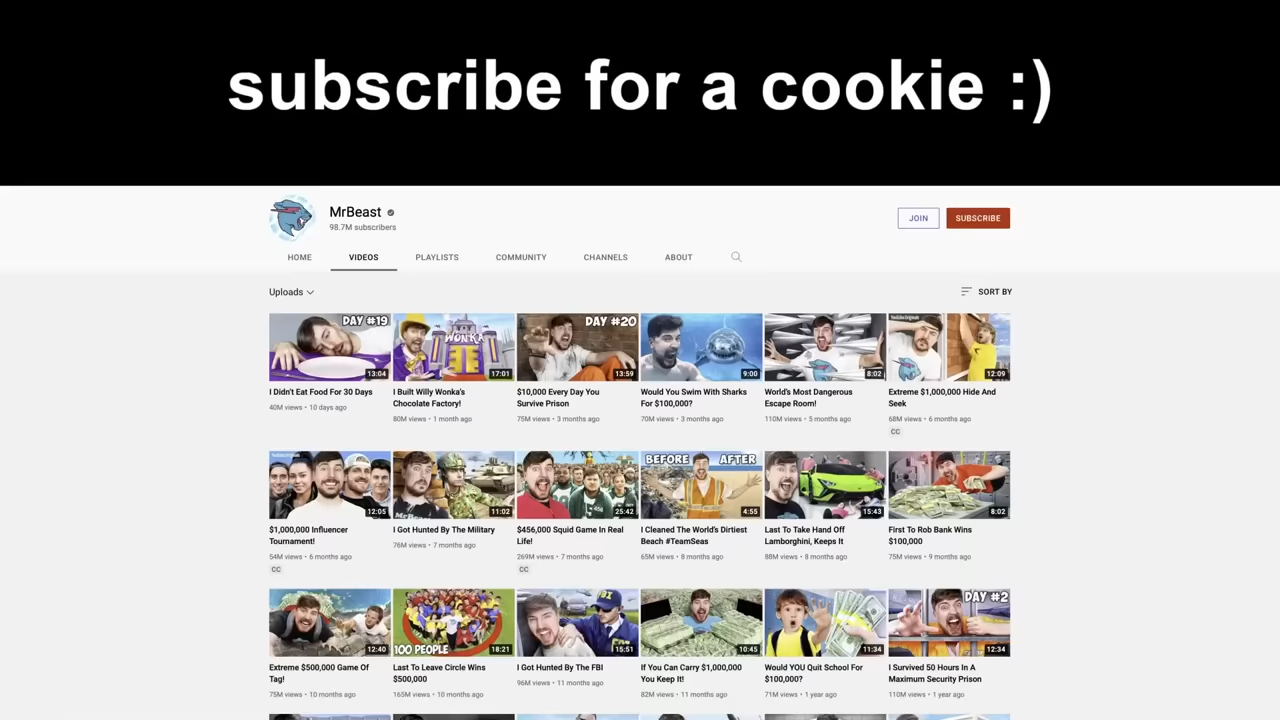 subscribe for a cookie :)
MrBeast
98.7M subscribers
JOIN
SUBSCRIBE
HOME
VIDEOS
PLAYLISTS
COMMUNITY
CHANNELS
ABOUT
Uploads
SORT BY
DAY #19
13:04
WONKA
17:01
DAY #20
13:59
9:00
8:02
YouTube Originals
12:09
I Didn't Eat Food For 30 Days
40M views • 10 days ago
I Built Willy Wonka's
Chocolate Factory!
80M views • 1 month ago
$10,000 Every Day You
Survive Prison
75M views • 3 months ago
Would You Swim With Sharks
For $100,000?
70M views • 3 months ago
World's Most Dangerous
Escape Room!
110M views • 5 months ago
Extreme $1,000,000 Hide And
Seek
68M views • 6 months ago
CC
YouTube Originals
12:05
11:02
25:42
BEFORE
AFTER
4:55
15:43
8:02
$1,000,000 Influencer
Tournament!
54M views • 6 months ago
CC
I Got Hunted By The Military
76M views • 7 months ago
$456,000 Squid Game In Real
Life!
269M views • 7 months ago
CC
I Cleaned The World's Dirtiest
Beach #TeamSeas
65M views • 8 months ago
Last To Take Hand Off
Lamborghini, Keeps It
88M views • 8 months ago
First To Rob Bank Wins
$100,000
75M views • 9 months ago
12:40
100 PEOPLE
18:21
FBI
15:51
10:45
11:34
DAY #2
12:34
Extreme $500,000 Game Of
Tag!
75M views • 10 months ago
Last To Leave Circle Wins
$500,000
165M views • 10 months ago
I Got Hunted By The FBI
96M views • 11 months ago
If You Can Carry $1,000,000
You Keep It!
82M views • 11 months ago
Would YOU Quit School For
$100,000?
71M views • 1 year ago
I Survived 50 Hours In A
Maximum Security Prison
110M views • 1 year ago